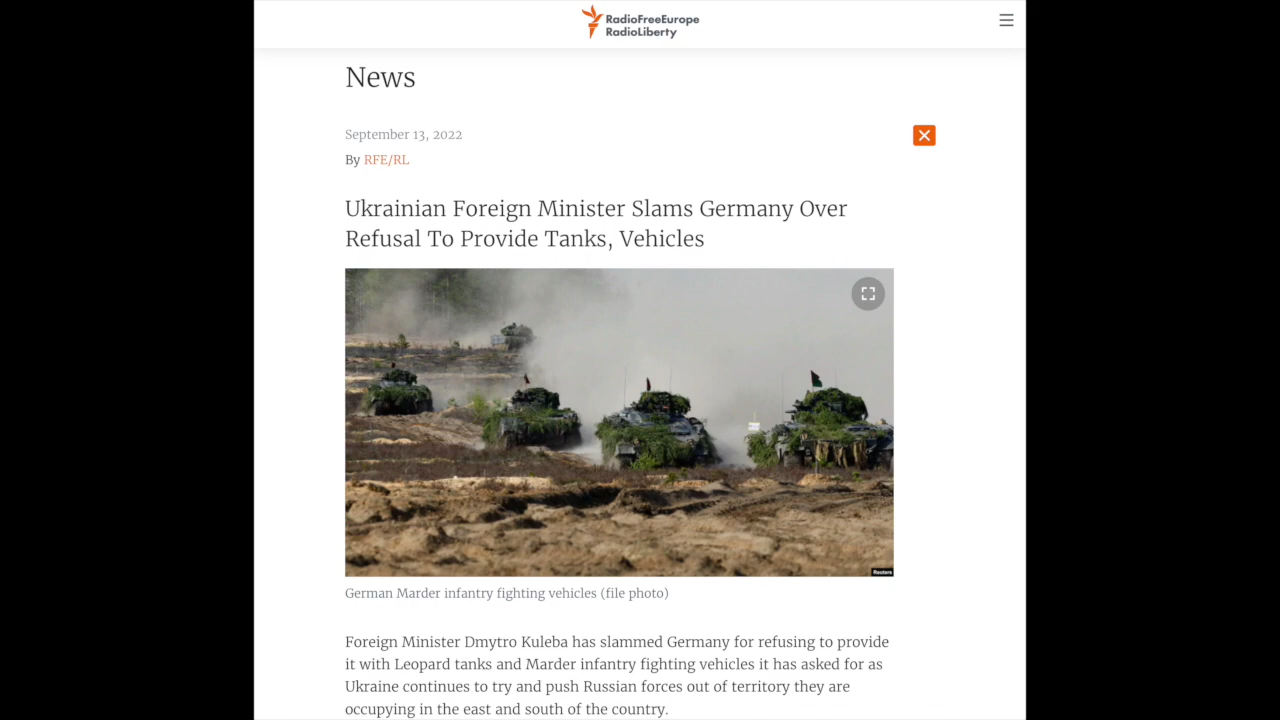 RadioFreeEurope
RadioLiberty
News
September 13, 2022
By RFE/RL
Ukrainian Foreign Minister Slams Germany Over
Refusal To Provide Tanks, Vehicles
Reuters
German Marder infantry fighting vehicles (file photo)
Foreign Minister Dmytro Kuleba has slammed Germany for refusing to provide
it with Leopard tanks and Marder infantry fighting vehicles it has asked for as
Ukraine continues to try and push Russian forces out of territory they are
occupying in the east and south of the country.